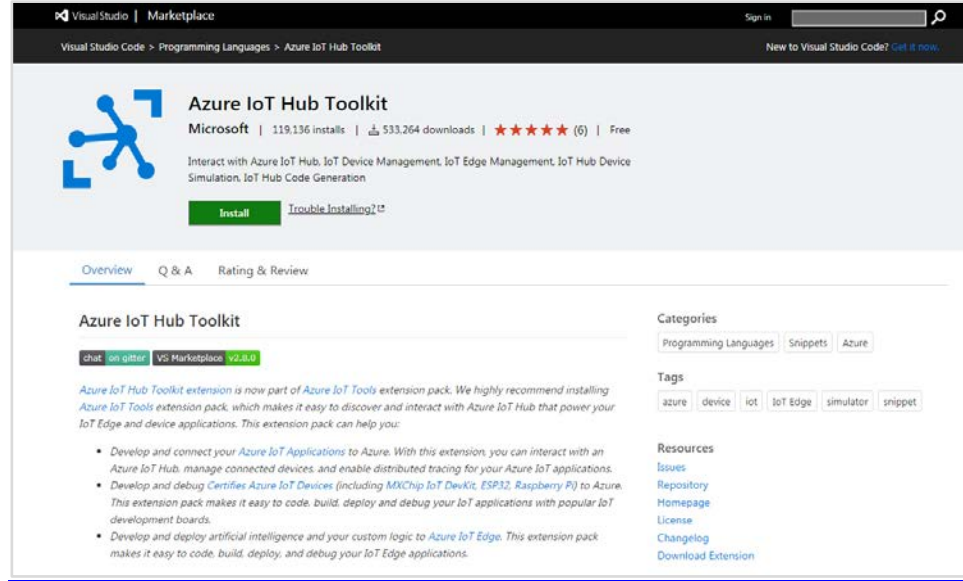 Visual Studio | Marketplace
Sign in
Visual Studio Code > Programming Languages > Azure IoT Hub Toolkit
New to Visual Studio Code? Get it now.
Azure IoT Hub Toolkit
Microsoft | 119,136 installs | 533,264 downloads | ★★★★★ (6) | Free
Interact with Azure IoT Hub, IoT Device Management, IoT Edge Management, IoT Hub Device
Simulation, IoT Hub Code Generation
Install
Trouble Installing?
Overview
Q & A
Rating & Review
Azure IoT Hub Toolkit
chat on gitter VS Marketplace v2.8.0
Azure IoT Hub Toolkit extension is now part of Azure IoT Tools extension pack. We highly recommend installing
Azure IoT Tools extension pack, which makes it easy to discover and interact with Azure IoT Hub that power your
IoT Edge and device applications. This extension pack can help you:
• Develop and connect your Azure IoT Applications to Azure. With this extension, you can interact with an
Azure IoT Hub, manage connected devices, and enable distributed tracing for your Azure IoT applications.
• Develop and debug Certifies Azure IoT Devices (including MXChip IoT DevKit, ESP32, Raspberry Pi) to Azure.
This extension pack makes it easy to code, build, deploy and debug your IoT applications with popular IoT
development boards.
• Develop and deploy artificial intelligence and your custom logic to Azure IoT Edge. This extension pack
makes it easy to code, build, deploy, and debug your IoT Edge applications.
Categories
Programming Languages Snippets Azure
Tags
azure device iot IoT Edge simulator snippet
Resources
Issues
Repository
Homepage
License
Changelog
Download Extension